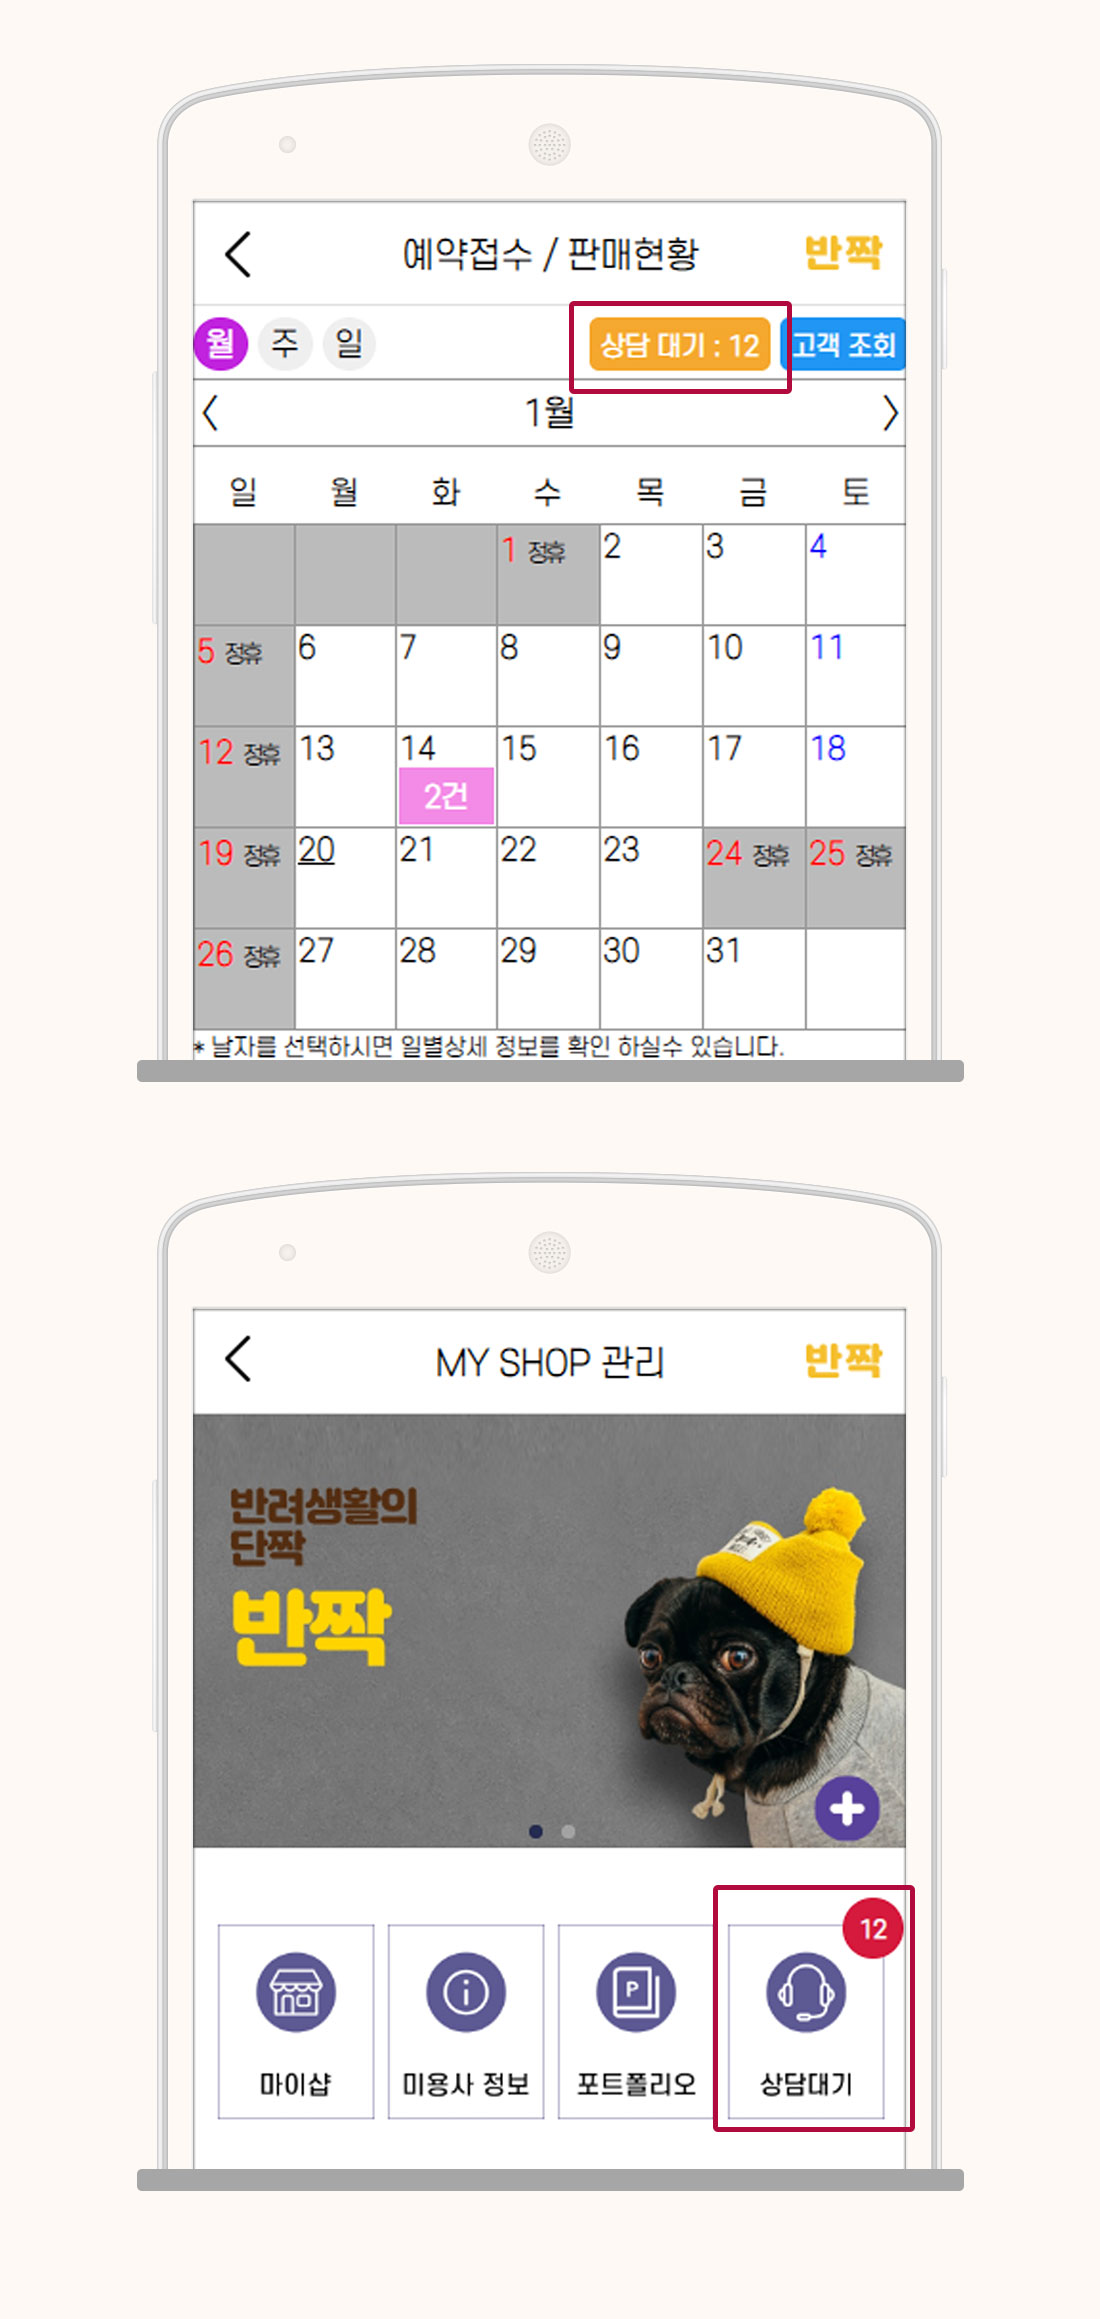 예약접수 / 판매현황
반짝
월 주 일
상담 대기 : 12
고객 조회
1월
일 월 화 수 목 금 토
1 정휴 2 3 4
5 정휴 6 7 8 9 10 11
12 정휴 13 14 15 16 17 18
2건
19 정휴 20 21 22 23 24 정휴 25 정휴
26 정휴 27 28 29 30 31
* 날자를 선택하시면 일별상세 정보를 확인 하실수 있습니다.
MY SHOP 관리
반짝
반려생활의
단짝
반짝
12
P
마이샵 미용사 정보 포트폴리오 상담대기